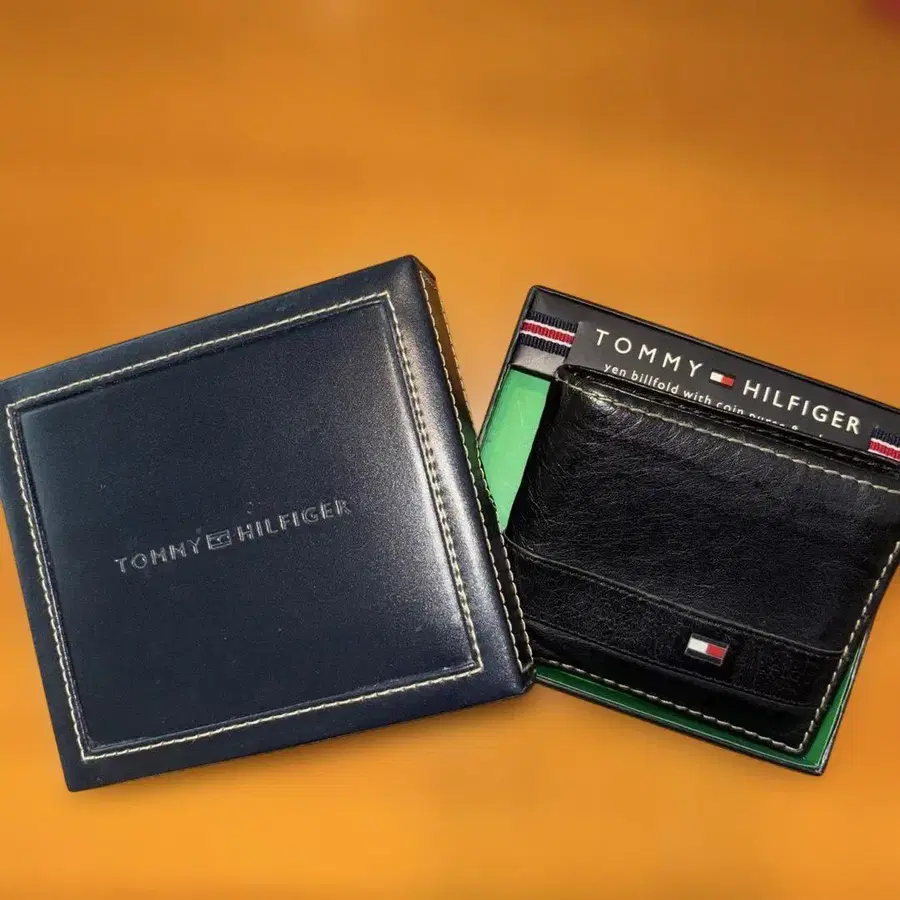 TOMMY HILFIGER
TOMMY HILFIGER
yen billfold with coin purse &